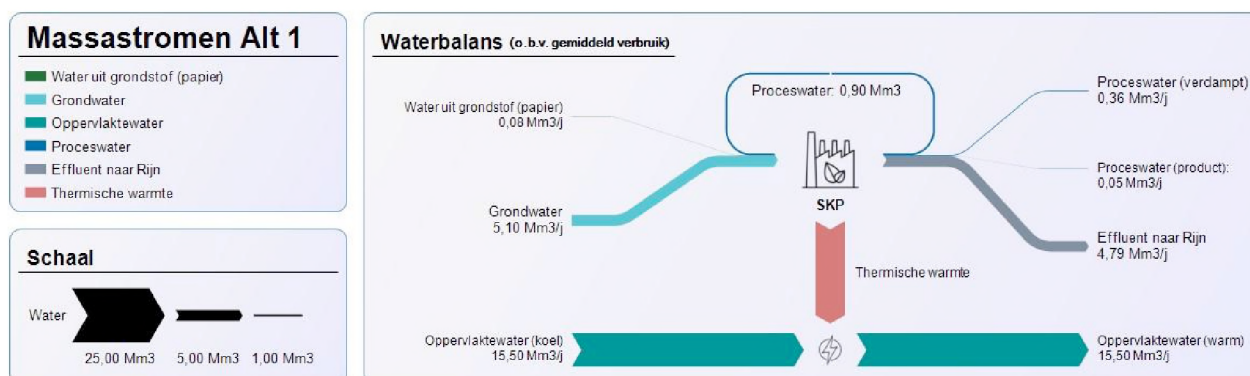 Massastromen Alt 1
Water uit grondstof (papier)
Grondwater
Oppervlaktewater
Proceswater
Effluent naar Rijn
Thermische warmte
Schaal
Water
25,00 Mm3
5,00 Mm3
1,00 Mm3
Waterbalans (o.b.v. gemiddeld verbruik)
Water uit grondstof (papier)
0,08 Mm3/j
Grondwater
5,10 Mm3/j
Proceswater: 0,90 Mm3
SKP
Proceswater (verdampt)
0,36 Mm3/j
Proceswater (product):
0,05 Mm3/j
Effluent naar Rijn
4,79 Mm3/j
Thermische warmte
Oppervlaktewater (koel)
15,50 Mm3/j
Oppervlaktewater (warm)
15,50 Mm3/j